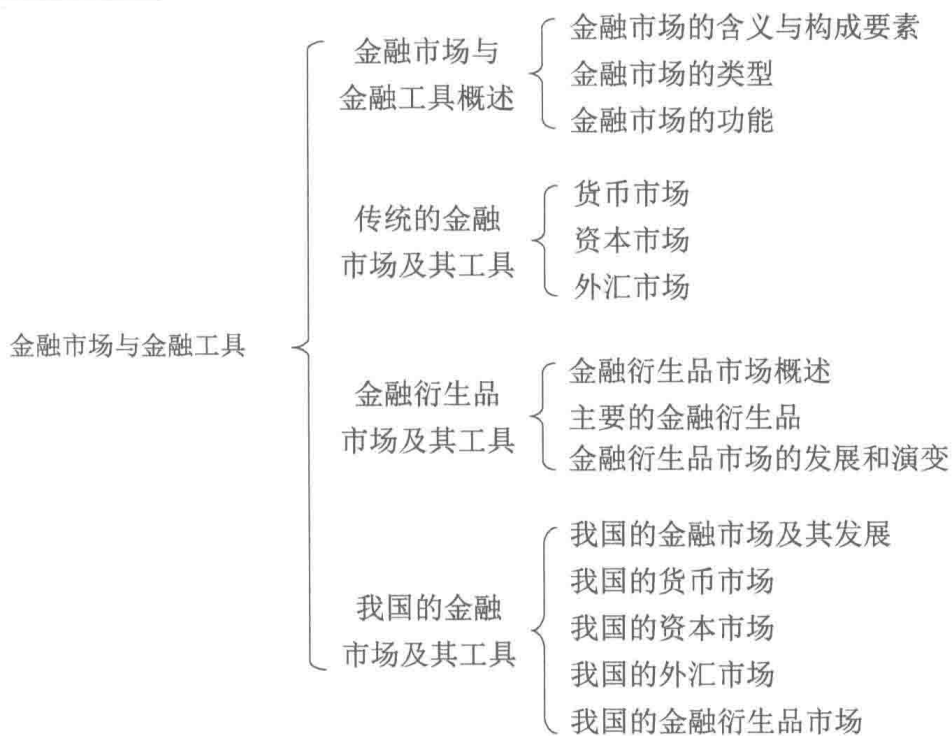 金融市场与金融工具
金融市场与
金融工具概述
金融市场的含义与构成要素
金融市场的类型
金融市场的功能
传统的金融
市场及其工具
货币市场
资本市场
外汇市场
金融衍生品
市场及其工具
金融衍生品市场概述
主要的金融衍生品
金融衍生品市场的发展和演变
我国的金融
市场及其工具
我国的金融市场及其发展
我国的货币市场
我国的资本市场
我国的外汇市场
我国的金融衍生品市场